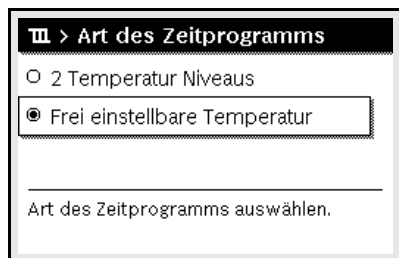 > Art des Zeitprogramms
2 Temperatur Niveaus
Frei einstellbare Temperatur
Art des Zeitprogramms auswählen.